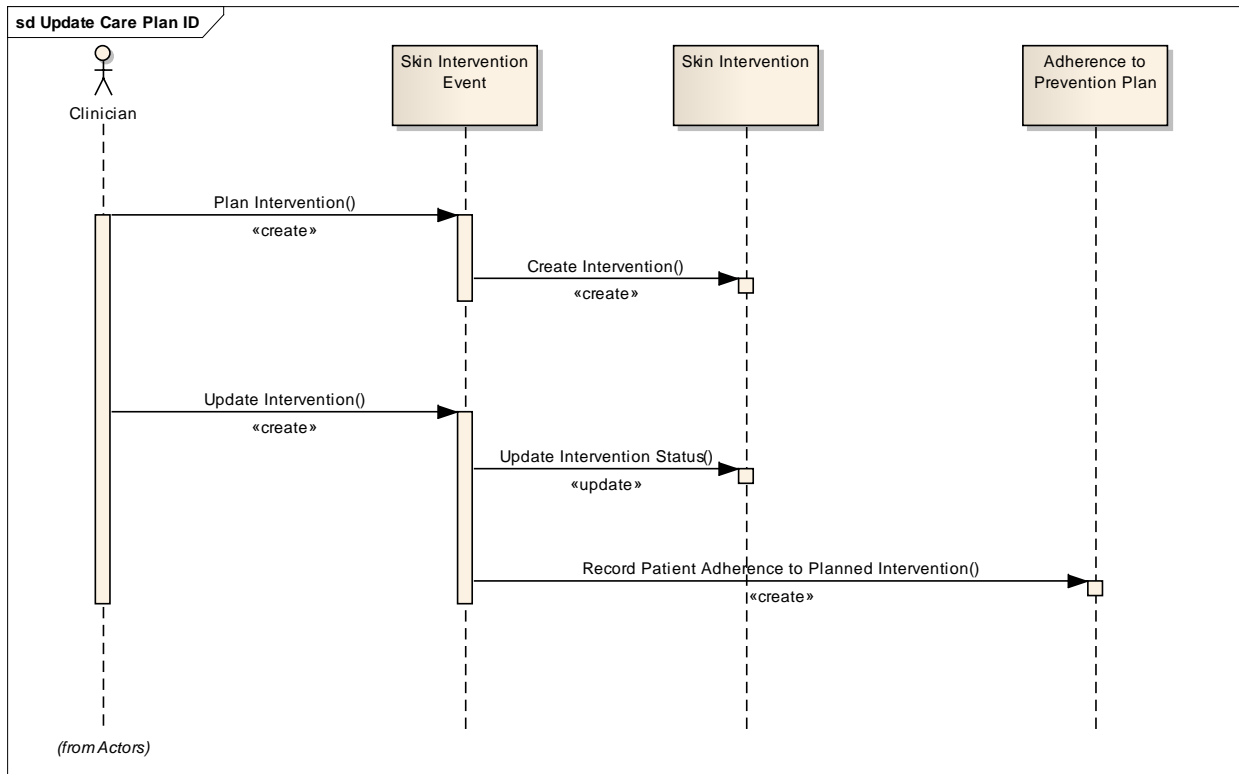 sd Update Care Plan ID
Clinician
Skin Intervention
Event
Skin Intervention
Adherence to
Prevention Plan
Plan Intervention()
«create»
Create Intervention()
«create»
Update Intervention()
«create»
Update Intervention Status()
«update»
Record Patient Adherence to Planned Intervention()
«create»
(from Actors)